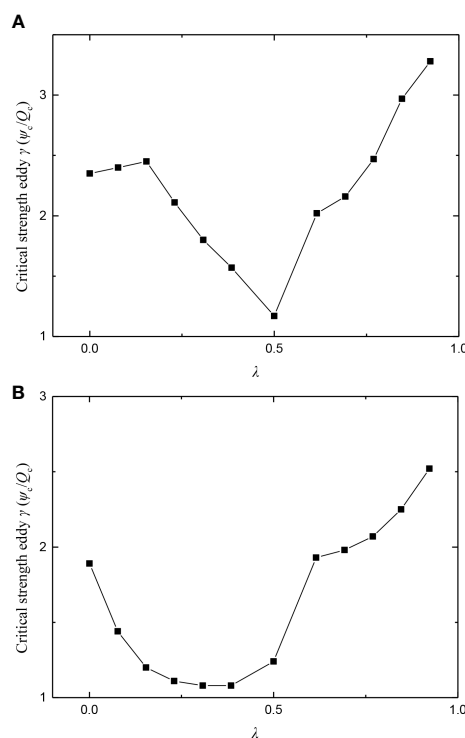 A
3
2
1
Critical strength eddy γ (ψc/Qc)
0.0 0.5 1.0
λ
B
3
2
1
Critical strength eddy γ (ψc/Qc)
0.0 0.5 1.0
λ